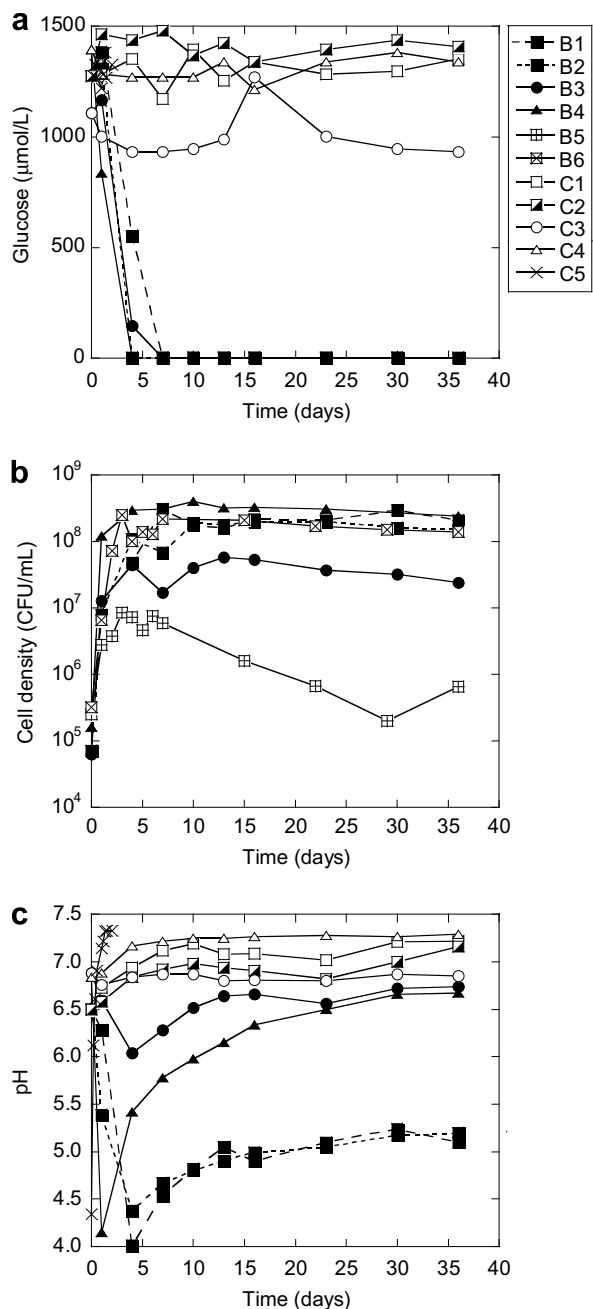 a
1500
1000
500
0
Glucose (μmol/L)
0 5 10 15 20 25 30 35 40
Time (days)
B1
B2
B3
B4
B5
B6
C1
C2
C3
C4
C5
b
10⁹
10⁸
10⁷
10⁶
10⁵
10⁴
Cell density (CFU/mL)
0 5 10 15 20 25 30 35 40
Time (days)
c
7.5
7.0
6.5
6.0
5.5
5.0
4.5
4.0
pH
0 5 10 15 20 25 30 35 40
Time (days)